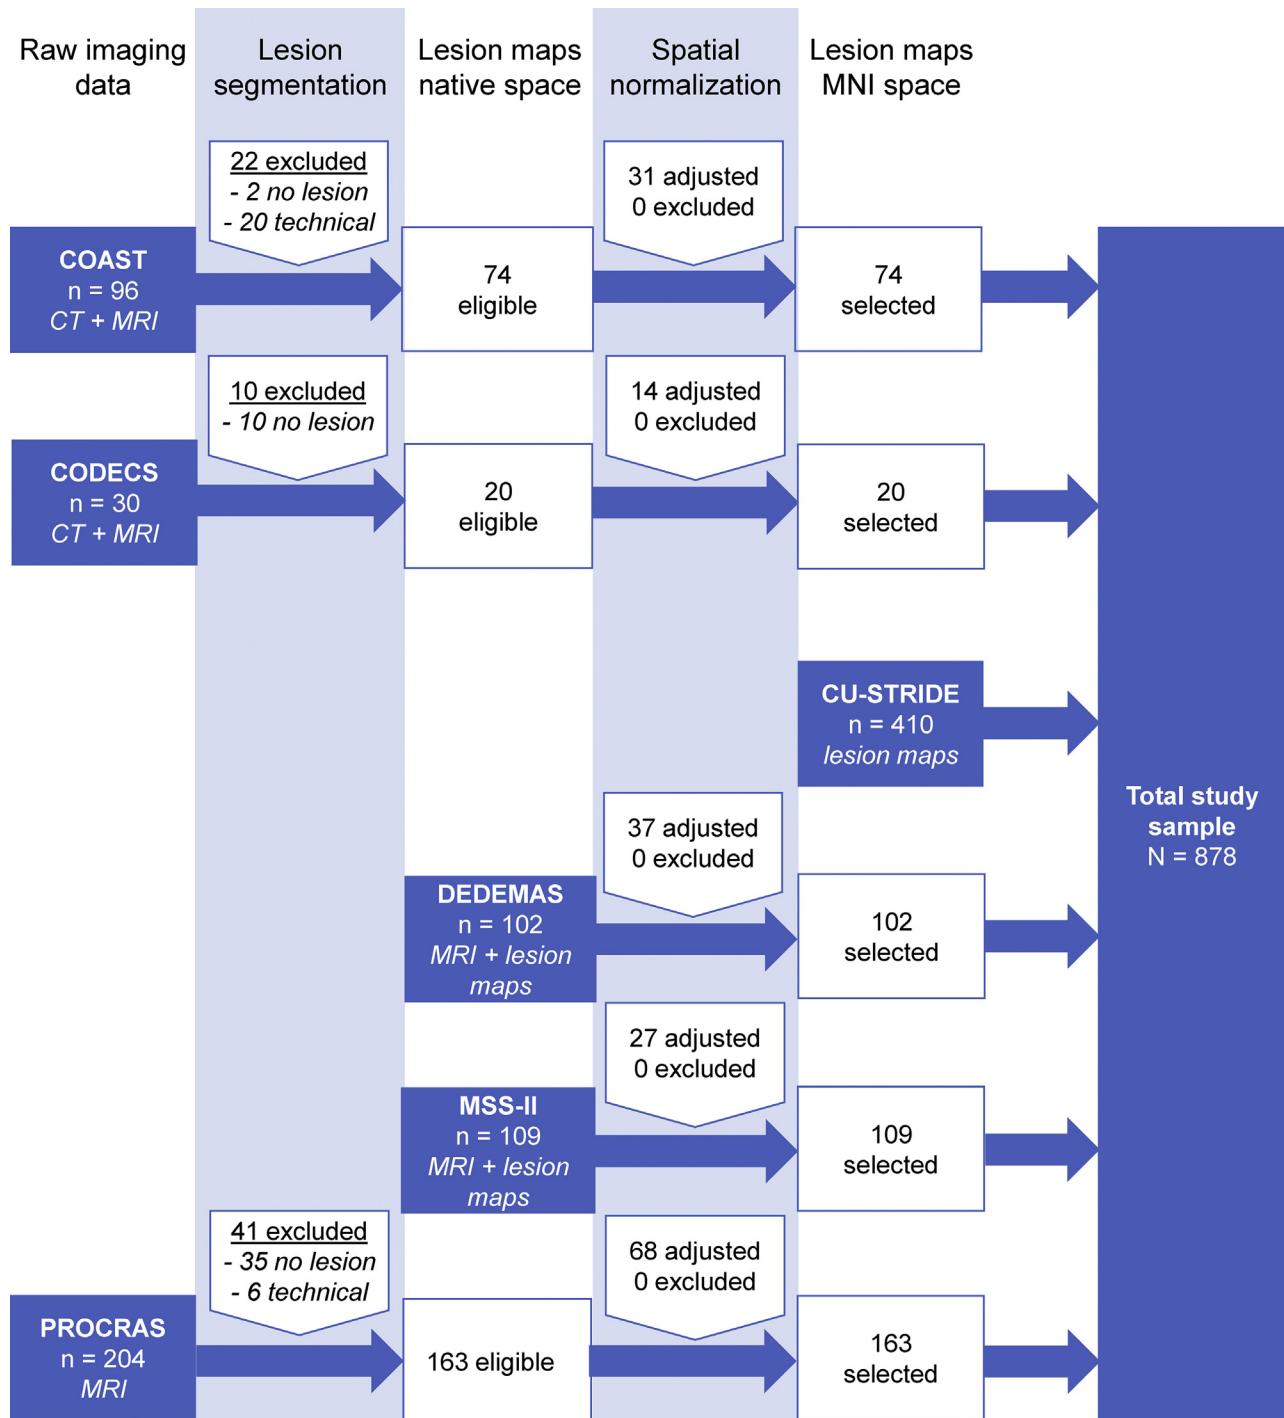 Raw imaging
data
Lesion
segmentation
Lesion maps
native space
Spatial
normalization
Lesion maps
MNI space
22 excluded
- 2 no lesion
- 20 technical
31 adjusted
0 excluded
COAST
n = 96
CT + MRI
74
eligible
74
selected
10 excluded
- 10 no lesion
14 adjusted
0 excluded
CODECS
n = 30
CT + MRI
20
eligible
20
selected
CU-STRIDE
n = 410
lesion maps
Total study
sample
N = 878
37 adjusted
0 excluded
DEDEMAS
n = 102
MRI + lesion
maps
102
selected
27 adjusted
0 excluded
MSS-II
n = 109
MRI + lesion
maps
109
selected
41 excluded
- 35 no lesion
- 6 technical
68 adjusted
0 excluded
PROCRAS
n = 204
MRI
163 eligible
163
selected